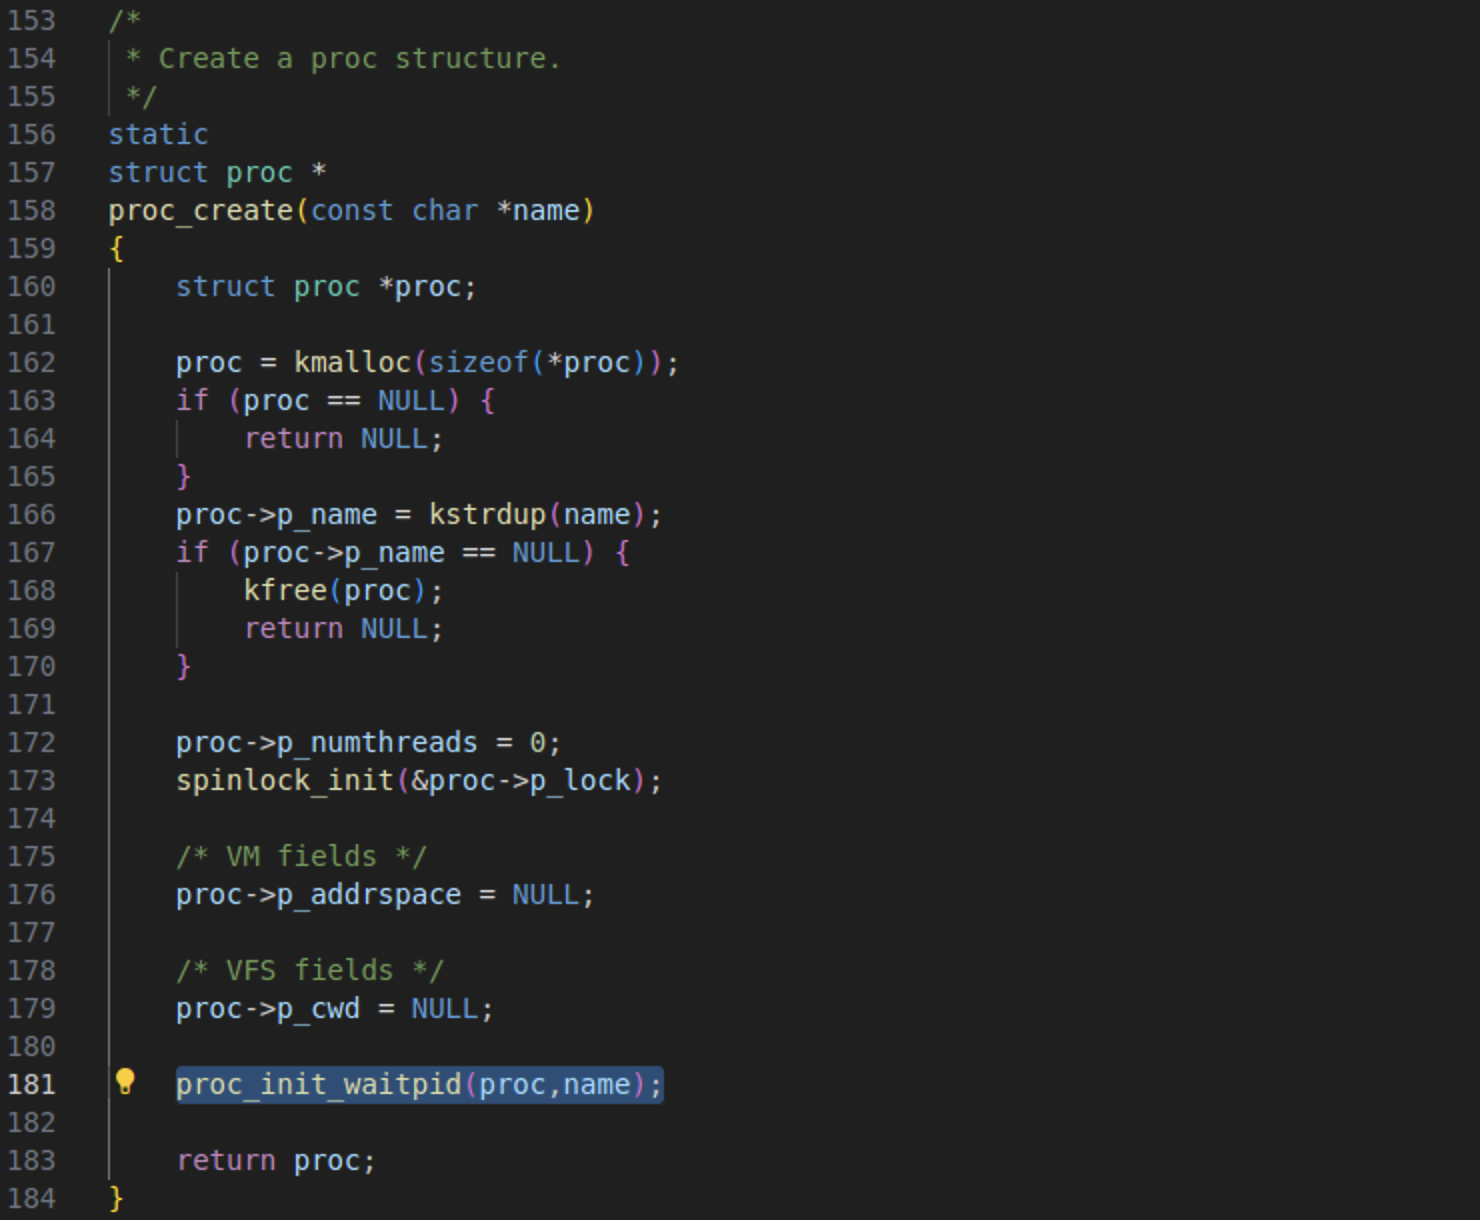 153 /*
154  * Create a proc structure.
155  */
156 static
157 struct proc *
158 proc_create(const char *name)
159 {
160     struct proc *proc;
161
162     proc = kmalloc(sizeof(*proc));
163     if (proc == NULL) {
164         return NULL;
165     }
166     proc->p_name = kstrdup(name);
167     if (proc->p_name == NULL) {
168         kfree(proc);
169         return NULL;
170     }
171
172     proc->p_numthreads = 0;
173     spinlock_init(&proc->p_lock);
174
175     /* VM fields */
176     proc->p_addrspace = NULL;
177
178     /* VFS fields */
179     proc->p_cwd = NULL;
180
181     proc_init_waitpid(proc,name);
182
183     return proc;
184 }